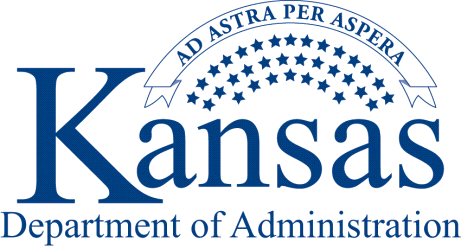 AD ASTRA PER ASPERA
Kansas
Department of Administration